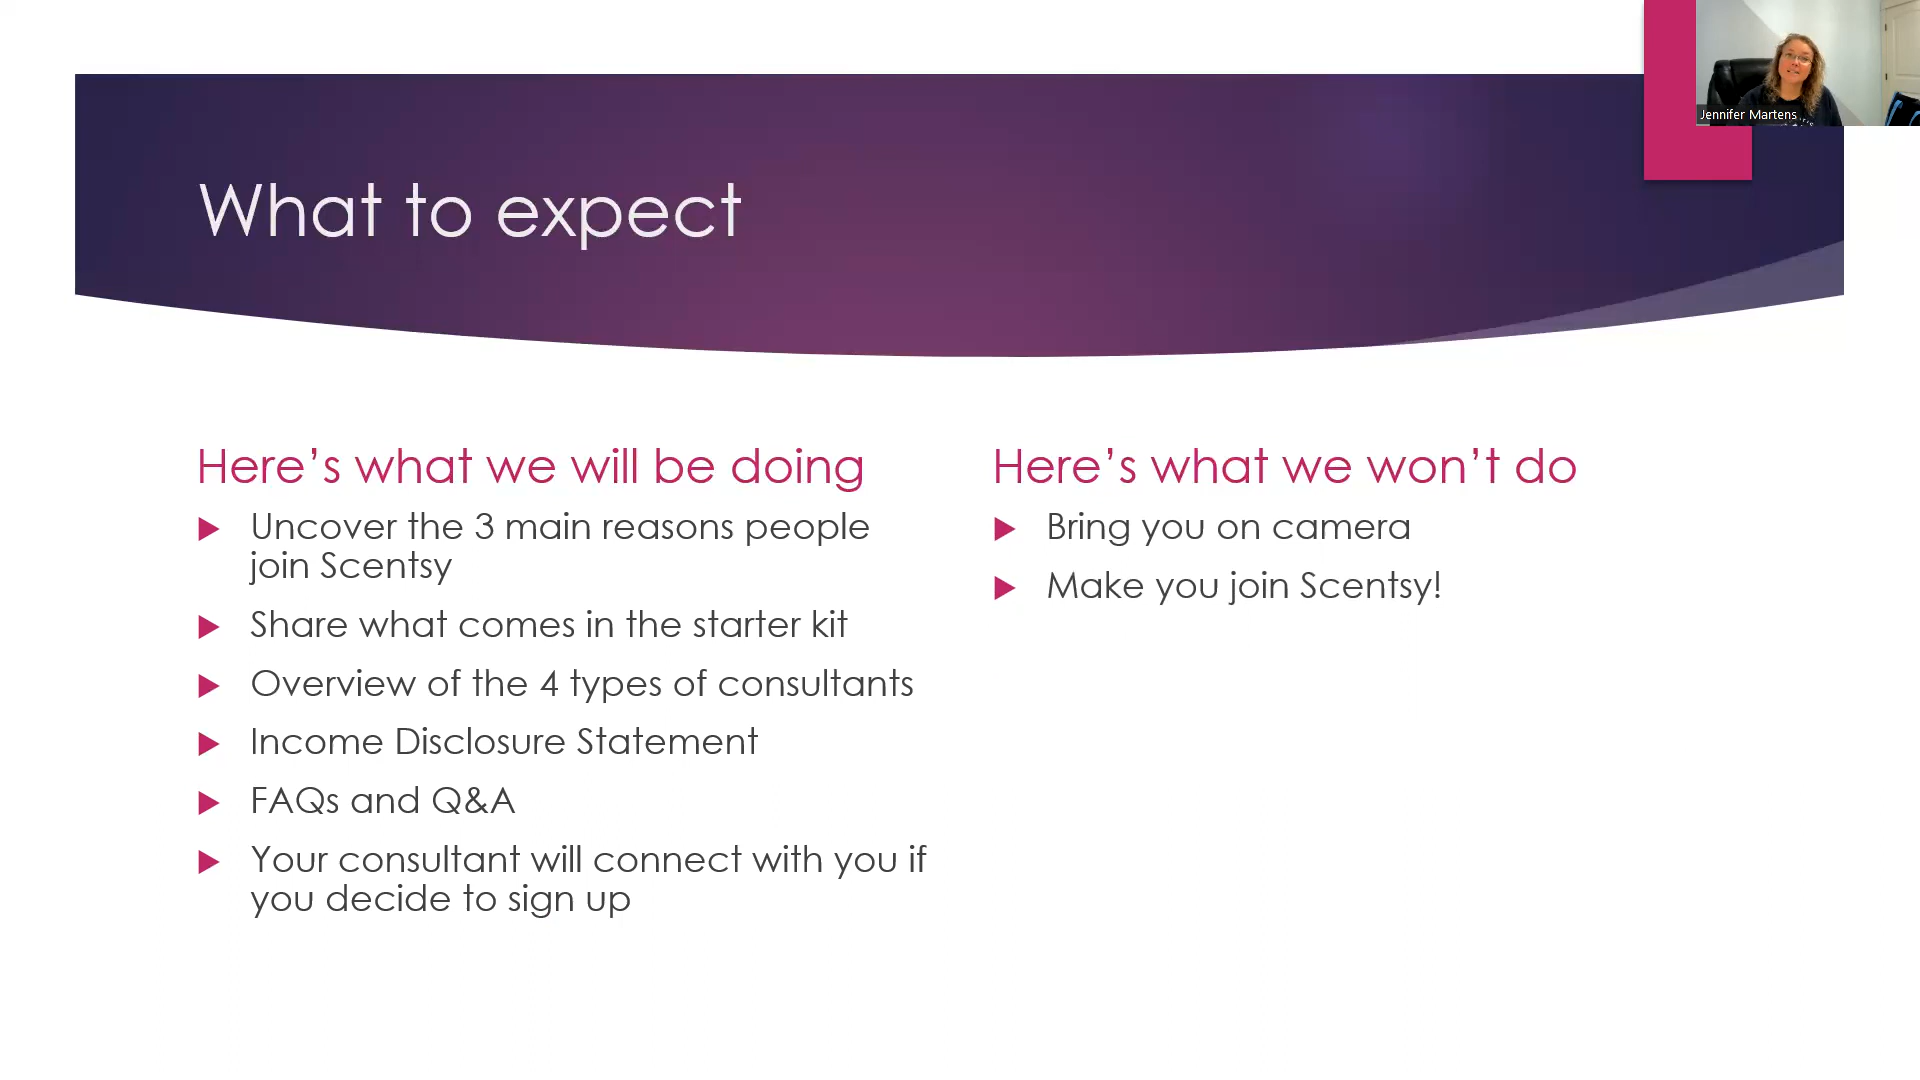 Jennifer Martens
What to expect
Here’s what we will be doing
Uncover the 3 main reasons people
join Scentsy
Share what comes in the starter kit
Overview of the 4 types of consultants
Income Disclosure Statement
FAQs and Q&A
Your consultant will connect with you if
you decide to sign up
Here’s what we won’t do
Bring you on camera
Make you join Scentsy!